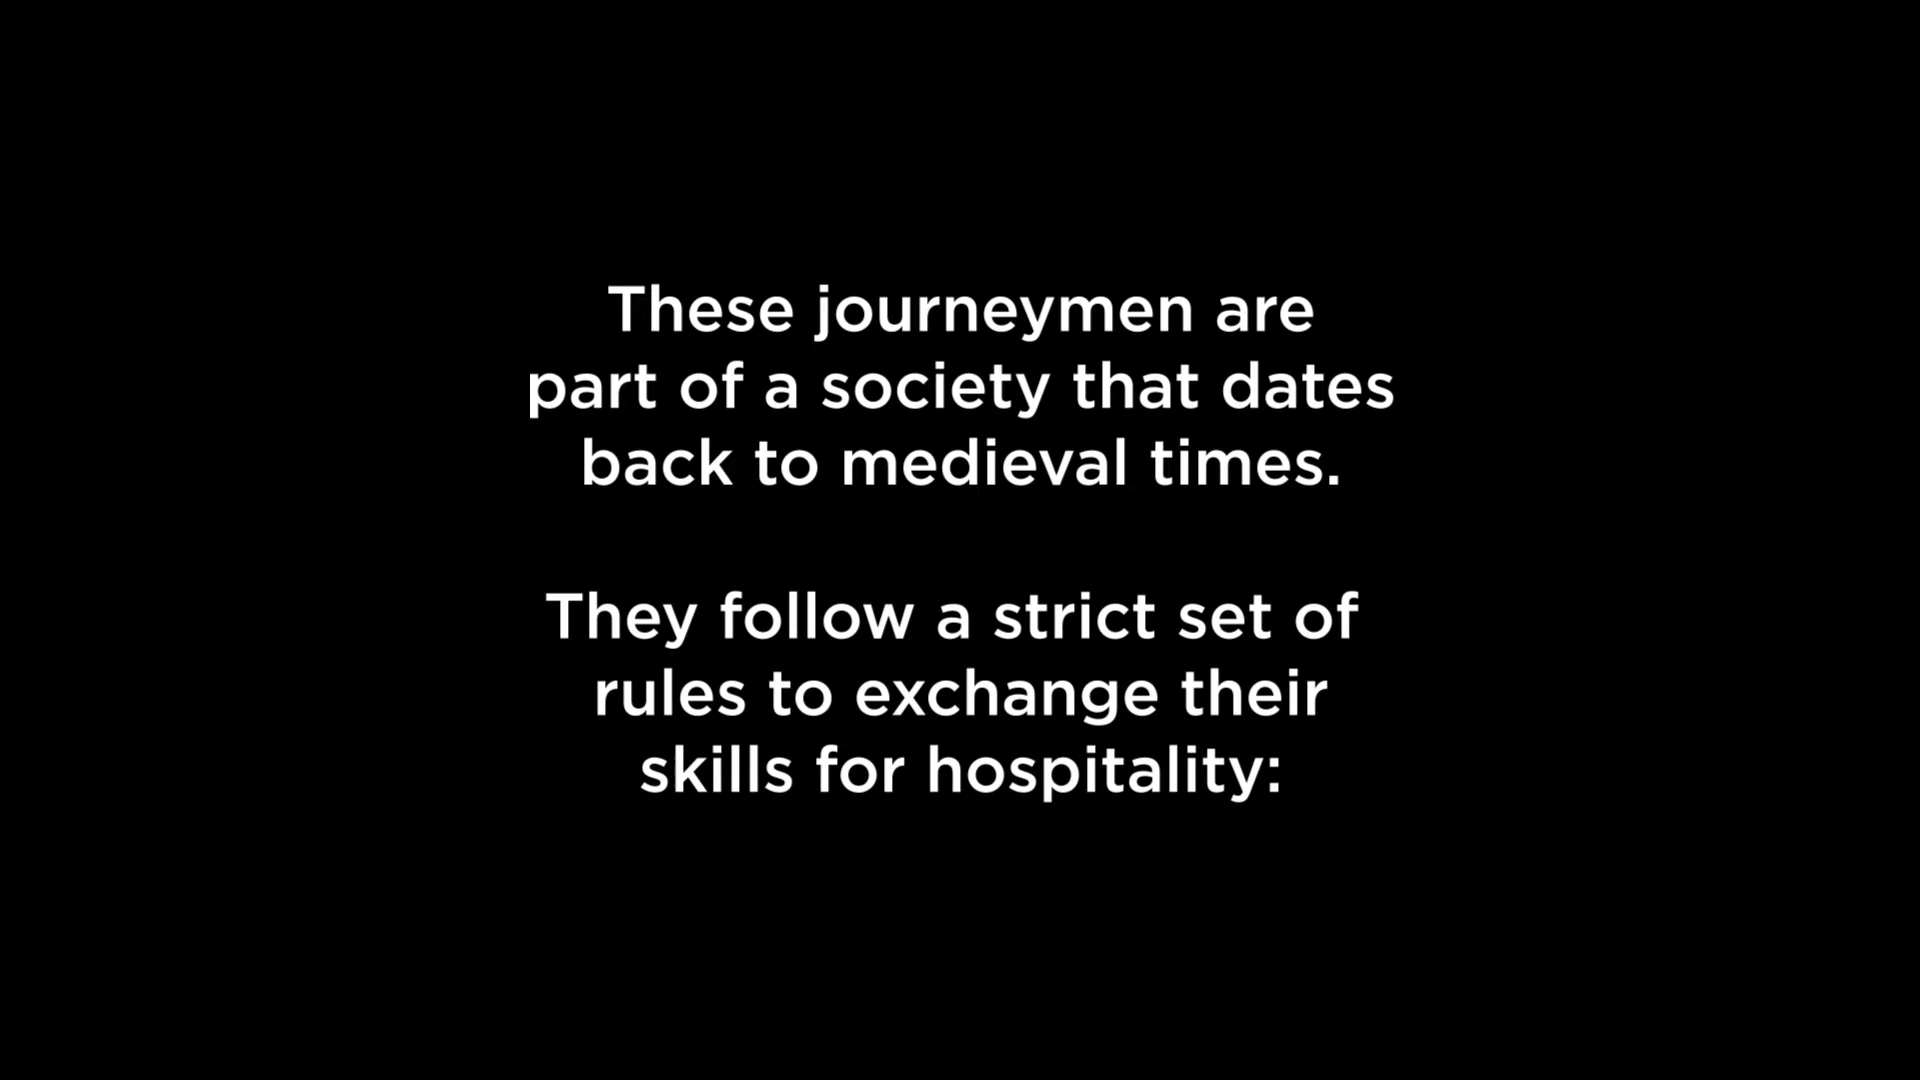 These journeymen are
part of a society that dates
back to medieval times.
They follow a strict set of
rules to exchange their
skills for hospitality: